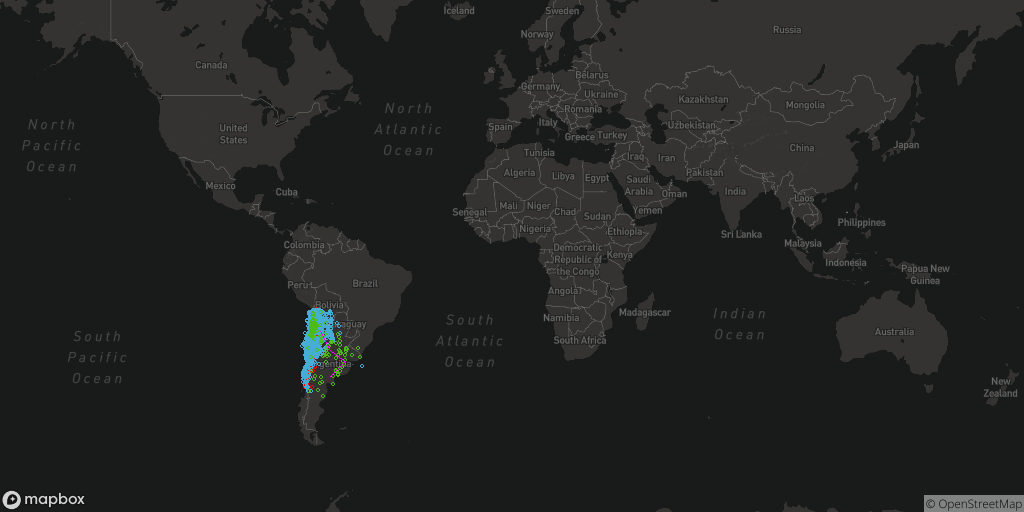 Iceland
Sweden
Norway
Russia
Canada
Belarus
Germany
Ukraine
Kazakhstan
Mongolia
North
Pacific
Ocean
North
Atlantic
Ocean
Romania
Italy
Spain
Greece
Turkey
Uzbekistan
United
States
China
Japan
Tunisia
Iraq
Iran
Algeria
Libya
Egypt
Pakistan
Saudi
Arabia
Oman
India
Mexico
Cuba
Laos
Senegal
Mali
Niger
Chad
Sudan
Yemen
Philippines
Nigeria
Ethiopia
Sri Lanka
Malaysia
Colombia
Democratic
Republic of
the Congo
Kenya
Indonesia
Papua New
Guinea
Peru
Brazil
Angola
Bolivia
Namibia
Madagascar
South
Pacific
Ocean
South
Atlantic
Ocean
Indian
Ocean
South Africa
Australia
New
Zealand
mapbox
© OpenStreetMap